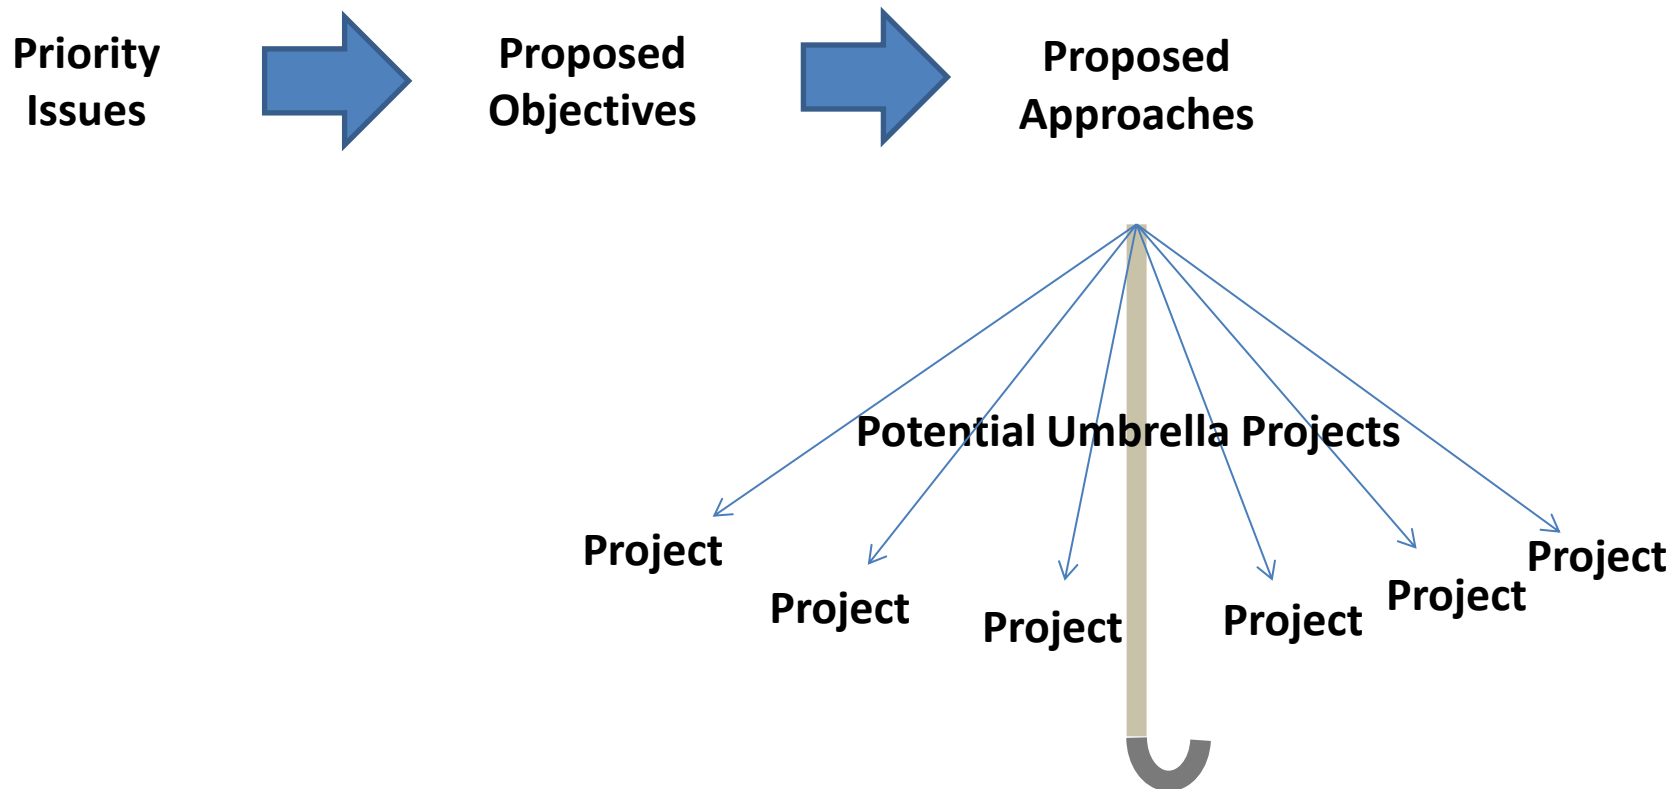 Priority
Issues
Proposed
Objectives
Proposed
Approaches
Potential Umbrella Projects
Project
Project
Project
Project
Project
Project